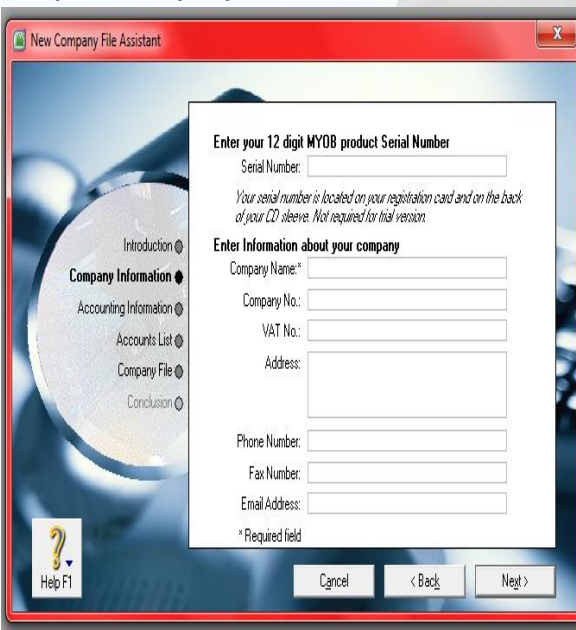 New Company File Assistant
X
Enter your 12 digit MYOB product Serial Number
Serial Number:
Your serial number is located on your registration card and on the back
of your CD sleeve. Not required for trial version.
Introduction
Enter Information about your company
Company Information
Company Name:*
Accounting Information
Company No.:
VAT No.:
Accounts List
Address:
Company File
Conclusion
Phone Number:
Fax Number:
Email Address:
* Required field
?
Help F1
Cancel
< Back
Next >